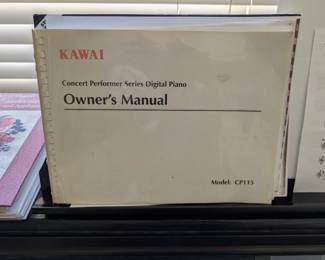 KAWAI
Concert Performer Series Digital Piano
Owner's Manual
Model: CP115